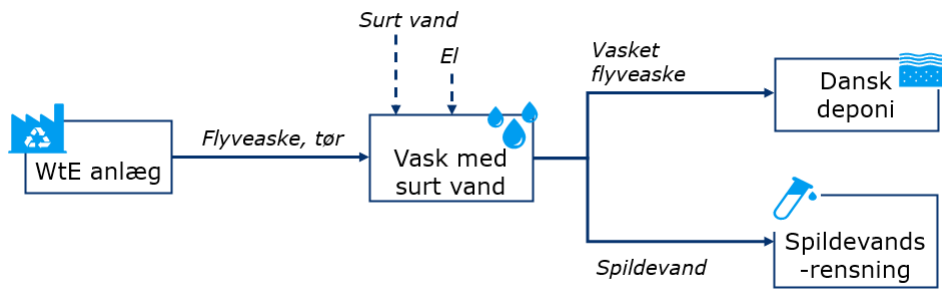 Surt vand
El
Vasket
flyveaske
Dansk
deponi
Flyveaske, tør
WtE anlæg
Vask med
surt vand
Spildevand
Spildevands
-rensning